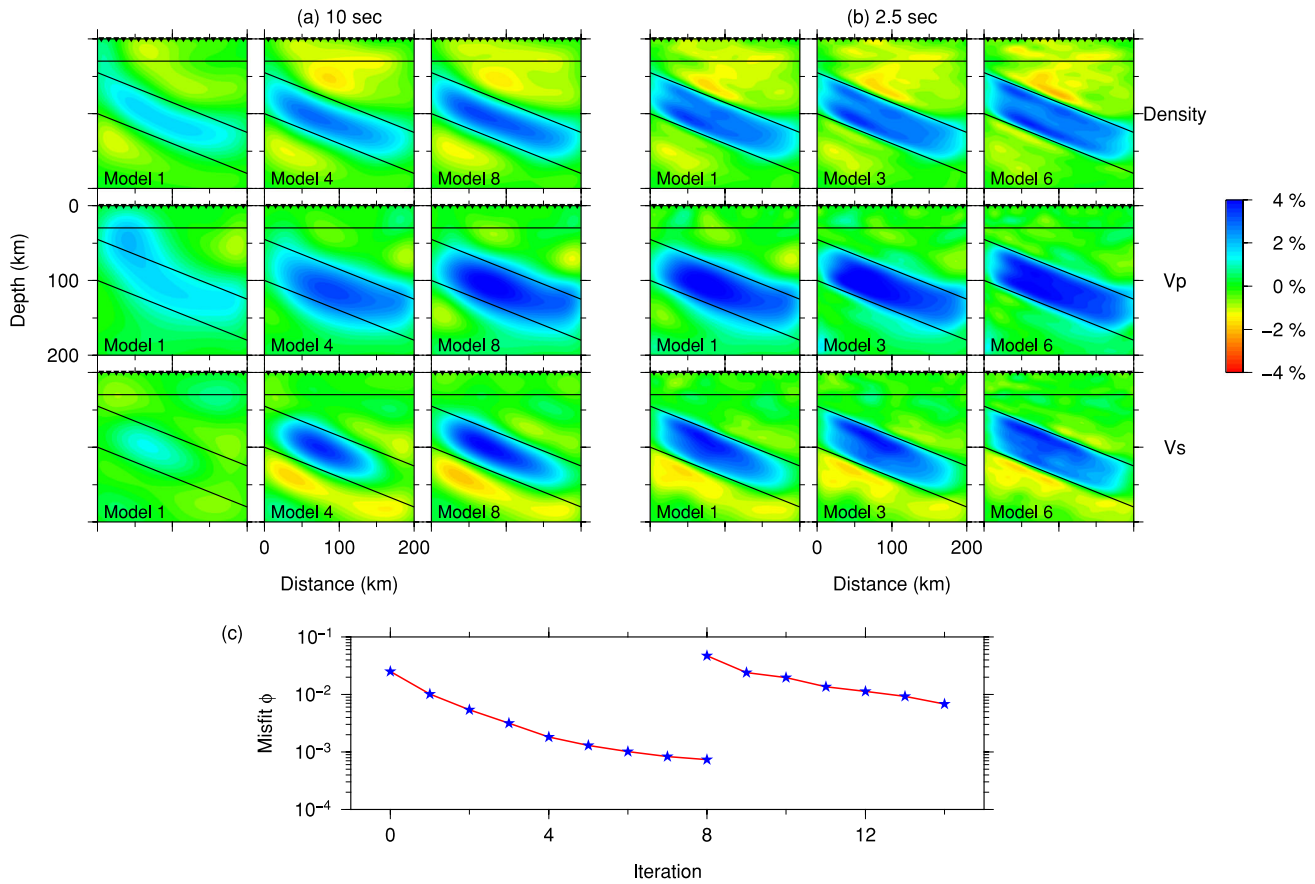 (a) 10 sec
(b) 2.5 sec
Model 1
Model 4
Model 8
Model 1
Model 3
Model 6
Density
0
100
200
Depth (km)
Model 1
Model 4
Model 8
Model 1
Model 3
Model 6
Vp
4 %
2 %
0 %
−2 %
−4 %
Model 1
Model 4
Model 8
Model 1
Model 3
Model 6
Vs
0 100 200
0 100 200
Distance (km)
Distance (km)
(c)
10⁻¹
10⁻²
10⁻³
10⁻⁴
Misfit ϕ
0 4 8 12
Iteration